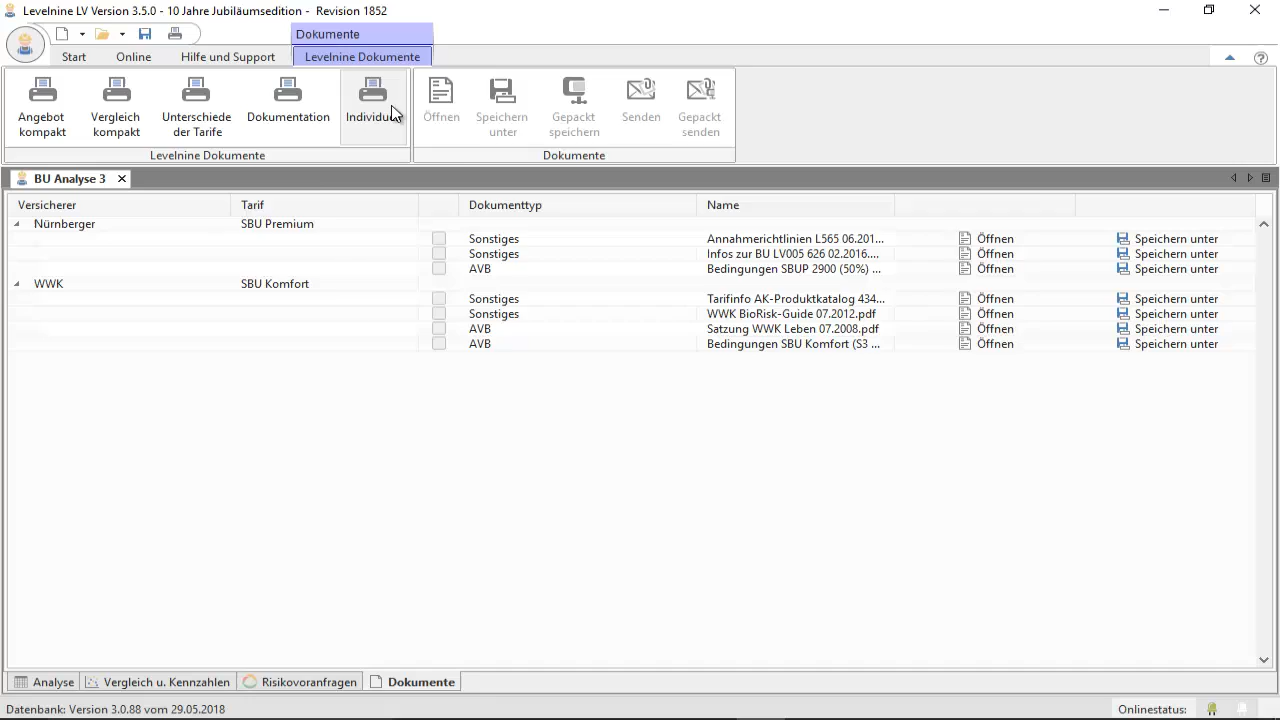 Levelnine LV Version 3.5.0 - 10 Jahre Jubiläumsedition - Revision 1852
Dokumente
Start Online Hilfe und Support Levelnine Dokumente
Angebot kompakt
Vergleich kompakt
Unterschiede der Tarife
Dokumentation
Öffnen
Speichern unter
Gepackt speichern
Senden
Gepackt senden
Levelnine Dokumente
Dokumente
BU Analyse 3
Versicherer Tarif Dokumenttyp Name
Nürnberger SBU Premium
Sonstiges Annahmerichtlinien L565 06.201... Öffnen Speichern unter
Sonstiges Infos zur BU LV005 626 02.2016.... Öffnen Speichern unter
AVB Bedingungen SBUP 2900 (50%) ... Öffnen Speichern unter
WWK SBU Komfort
Sonstiges Tarifinfo AK-Produktkatalog 434... Öffnen Speichern unter
Sonstiges WWK BioRisk-Guide 07.2012.pdf Öffnen Speichern unter
AVB Satzung WWK Leben 07.2008.pdf Öffnen Speichern unter
AVB Bedingungen SBU Komfort (S3 ... Öffnen Speichern unter
Analyse Vergleich u. Kennzahlen Risikovoranfragen Dokumente
Datenbank: Version 3.0.88 vom 29.05.2018 Onlinestatus: